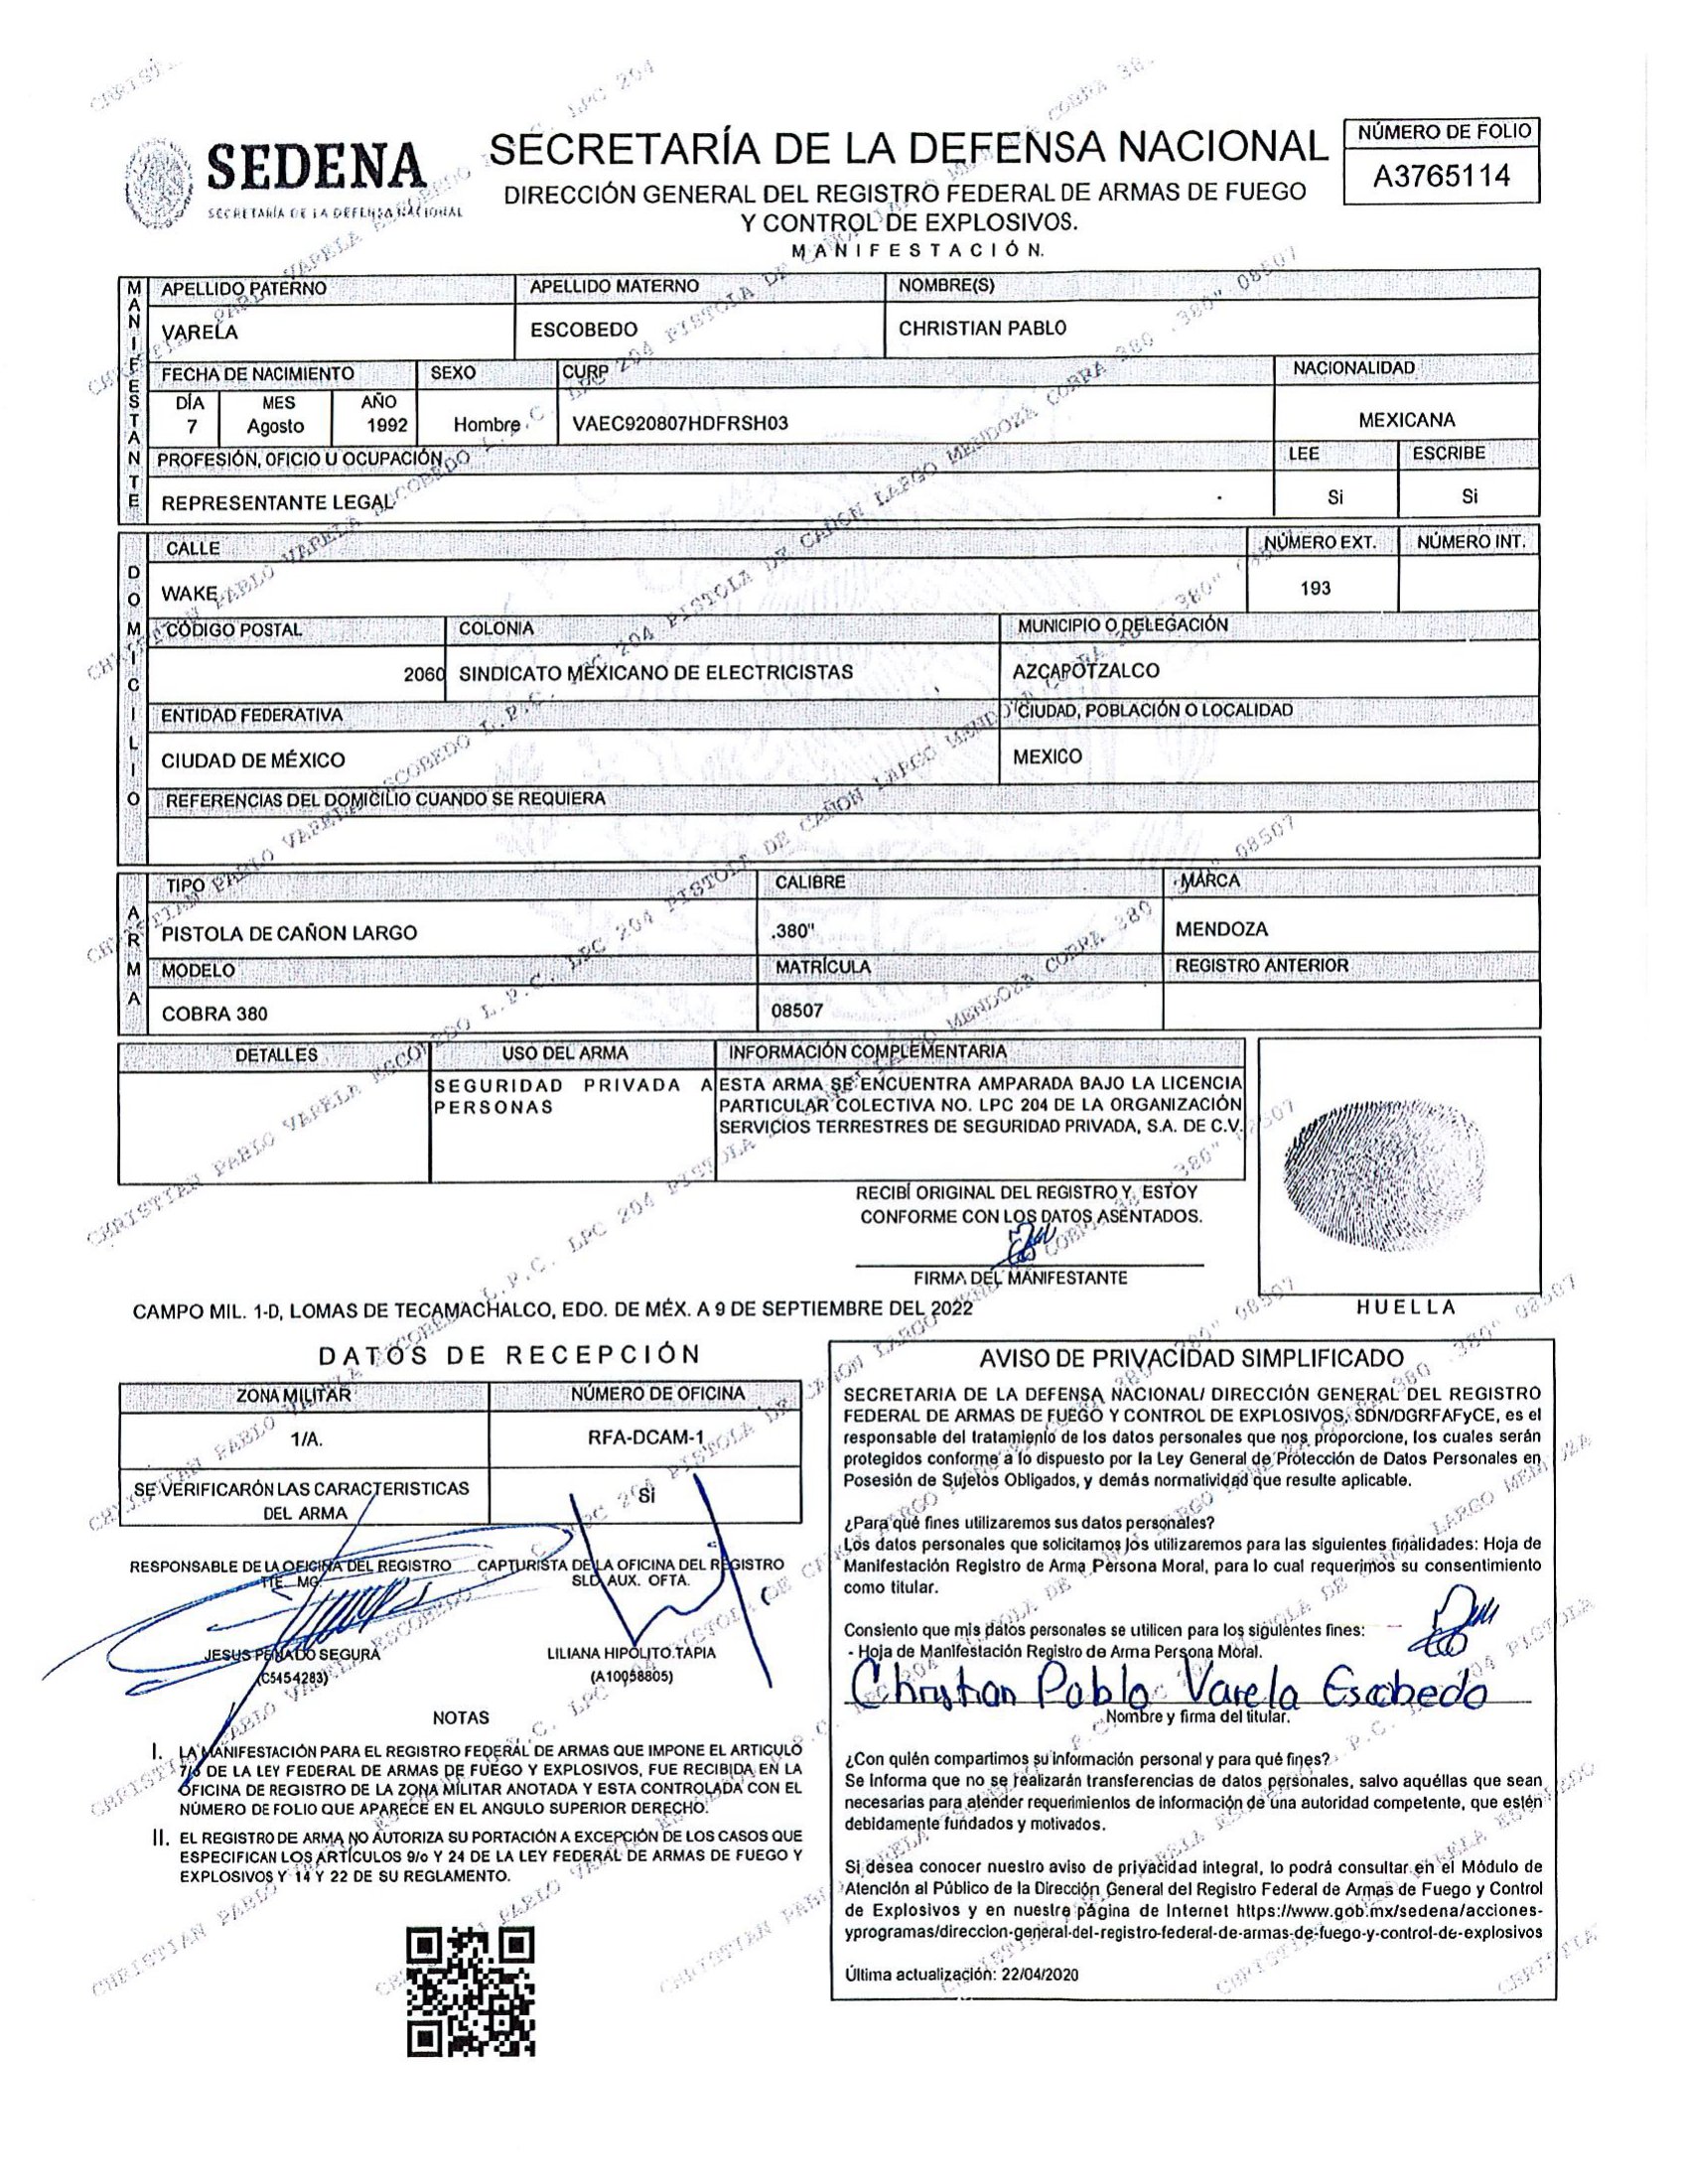 SEDENA
SECRETARÍA DE LA DEFENSA NACIONAL
SECRETARÍA DE LA DEFENSA NACIONAL
DIRECCIÓN GENERAL DEL REGISTRO FEDERAL DE ARMAS DE FUEGO
Y CONTROL DE EXPLOSIVOS.
MANIFESTACIÓN.
NÚMERO DE FOLIO
A3765114
MANIFESTANTE
APELLIDO PATERNO APELLIDO MATERNO NOMBRE(S)
VARELA ESCOBEDO CHRISTIAN PABLO
FECHA DE NACIMIENTO SEXO CURP NACIONALIDAD
DÍA MES AÑO
7 Agosto 1992 Hombre VAEC920807HDFRSH03 MEXICANA
PROFESIÓN, OFICIO U OCUPACIÓN LEE ESCRIBE
REPRESENTANTE LEGAL Si Si
DOMICILIO
CALLE NÚMERO EXT. NÚMERO INT.
WAKE 193
CÓDIGO POSTAL COLONIA MUNICIPIO O DELEGACIÓN
2060 SINDICATO MEXICANO DE ELECTRICISTAS AZCAPOTZALCO
ENTIDAD FEDERATIVA CIUDAD, POBLACIÓN O LOCALIDAD
CIUDAD DE MÉXICO MEXICO
REFERENCIAS DEL DOMICILIO CUANDO SE REQUIERA
ARMA
TIPO CALIBRE MARCA
PISTOLA DE CAÑON LARGO .380" MENDOZA
MODELO MATRÍCULA REGISTRO ANTERIOR
COBRA 380 08507
DETALLES USO DEL ARMA INFORMACIÓN COMPLEMENTARIA
SEGURIDAD PRIVADA A ESTA ARMA SE ENCUENTRA AMPARADA BAJO LA LICENCIA
PERSONAS PARTICULAR COLECTIVA NO. LPC 204 DE LA ORGANIZACIÓN
SERVICIOS TERRESTRES DE SEGURIDAD PRIVADA, S.A. DE C.V.
RECIBÍ ORIGINAL DEL REGISTRO Y ESTOY
CONFORME CON LOS DATOS ASENTADOS.
FIRMA DEL MANIFESTANTE
HUELLA
CAMPO MIL. 1-D, LOMAS DE TECAMACHALCO, EDO. DE MÉX. A 9 DE SEPTIEMBRE DEL 2022
DATOS DE RECEPCIÓN
ZONA MILITAR NÚMERO DE OFICINA
1/A. RFA-DCAM-1
SE VERIFICARÓN LAS CARACTERISTICAS
DEL ARMA
SI
RESPONSABLE DE LA OFICINA DEL REGISTRO CAPTURISTA DE LA OFICINA DEL REGISTRO
TTE. MG. SLD. AUX. OFTA.
JESUS PEINADO SEGURA LILIANA HIPOLITO TAPIA
(C5454283) (A10058805)
NOTAS
I. LA MANIFESTACIÓN PARA EL REGISTRO FEDERAL DE ARMAS QUE IMPONE EL ARTICULO
7/o DE LA LEY FEDERAL DE ARMAS DE FUEGO Y EXPLOSIVOS, FUE RECIBIDA EN LA
OFICINA DE REGISTRO DE LA ZONA MILITAR ANOTADA Y ESTA CONTROLADA CON EL
NÚMERO DE FOLIO QUE APARECE EN EL ANGULO SUPERIOR DERECHO.
II. EL REGISTRO DE ARMA NO AUTORIZA SU PORTACIÓN A EXCEPCIÓN DE LOS CASOS QUE
ESPECIFICAN LOS ARTÍCULOS 9/o Y 24 DE LA LEY FEDERAL DE ARMAS DE FUEGO Y
EXPLOSIVOS Y 14 Y 22 DE SU REGLAMENTO.
AVISO DE PRIVACIDAD SIMPLIFICADO
SECRETARIA DE LA DEFENSA NACIONAL/ DIRECCIÓN GENERAL DEL REGISTRO
FEDERAL DE ARMAS DE FUEGO Y CONTROL DE EXPLOSIVOS, SDN/DGRFAFyCE, es el
responsable del tratamiento de los datos personales que nos proporcione, los cuales serán
protegidos conforme a lo dispuesto por la Ley General de Protección de Datos Personales en
Posesión de Sujetos Obligados, y demás normatividad que resulte aplicable.
¿Para qué fines utilizaremos sus datos personales?
Los datos personales que solicitamos los utilizaremos para las siguientes finalidades: Hoja de
Manifestación Registro de Arma Persona Moral, para lo cual requerimos su consentimiento
como titular.
Consiento que mis datos personales se utilicen para los siguientes fines:
- Hoja de Manifestación Registro de Arma Persona Moral.
Christian Pablo Varela Escobedo
Nombre y firma del titular.
¿Con quién compartimos su información personal y para qué fines?
Se informa que no se realizarán transferencias de datos personales, salvo aquéllas que sean
necesarias para atender requerimientos de información de una autoridad competente, que estén
debidamente fundados y motivados.
Si desea conocer nuestro aviso de privacidad integral, lo podrá consultar en el Módulo de
Atención al Público de la Dirección General del Registro Federal de Armas de Fuego y Control
de Explosivos y en nuestra página de Internet https://www.gob.mx/sedena/acciones-
yprogramas/direccion-general-del-registro-federal-de-armas-de-fuego-y-control-de-explosivos
Última actualización: 22/04/2020